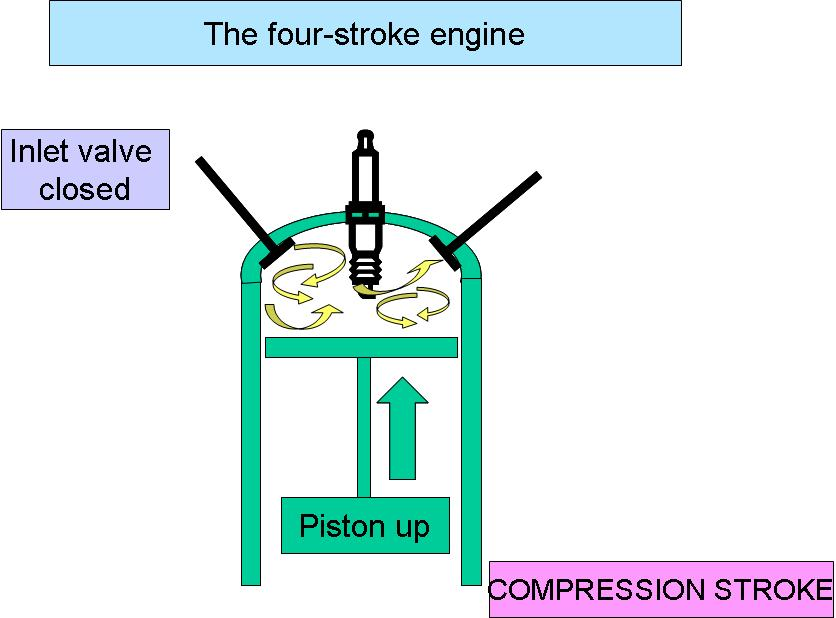 The four-stroke engine
Inlet valve
closed
Piston up
COMPRESSION STROKE